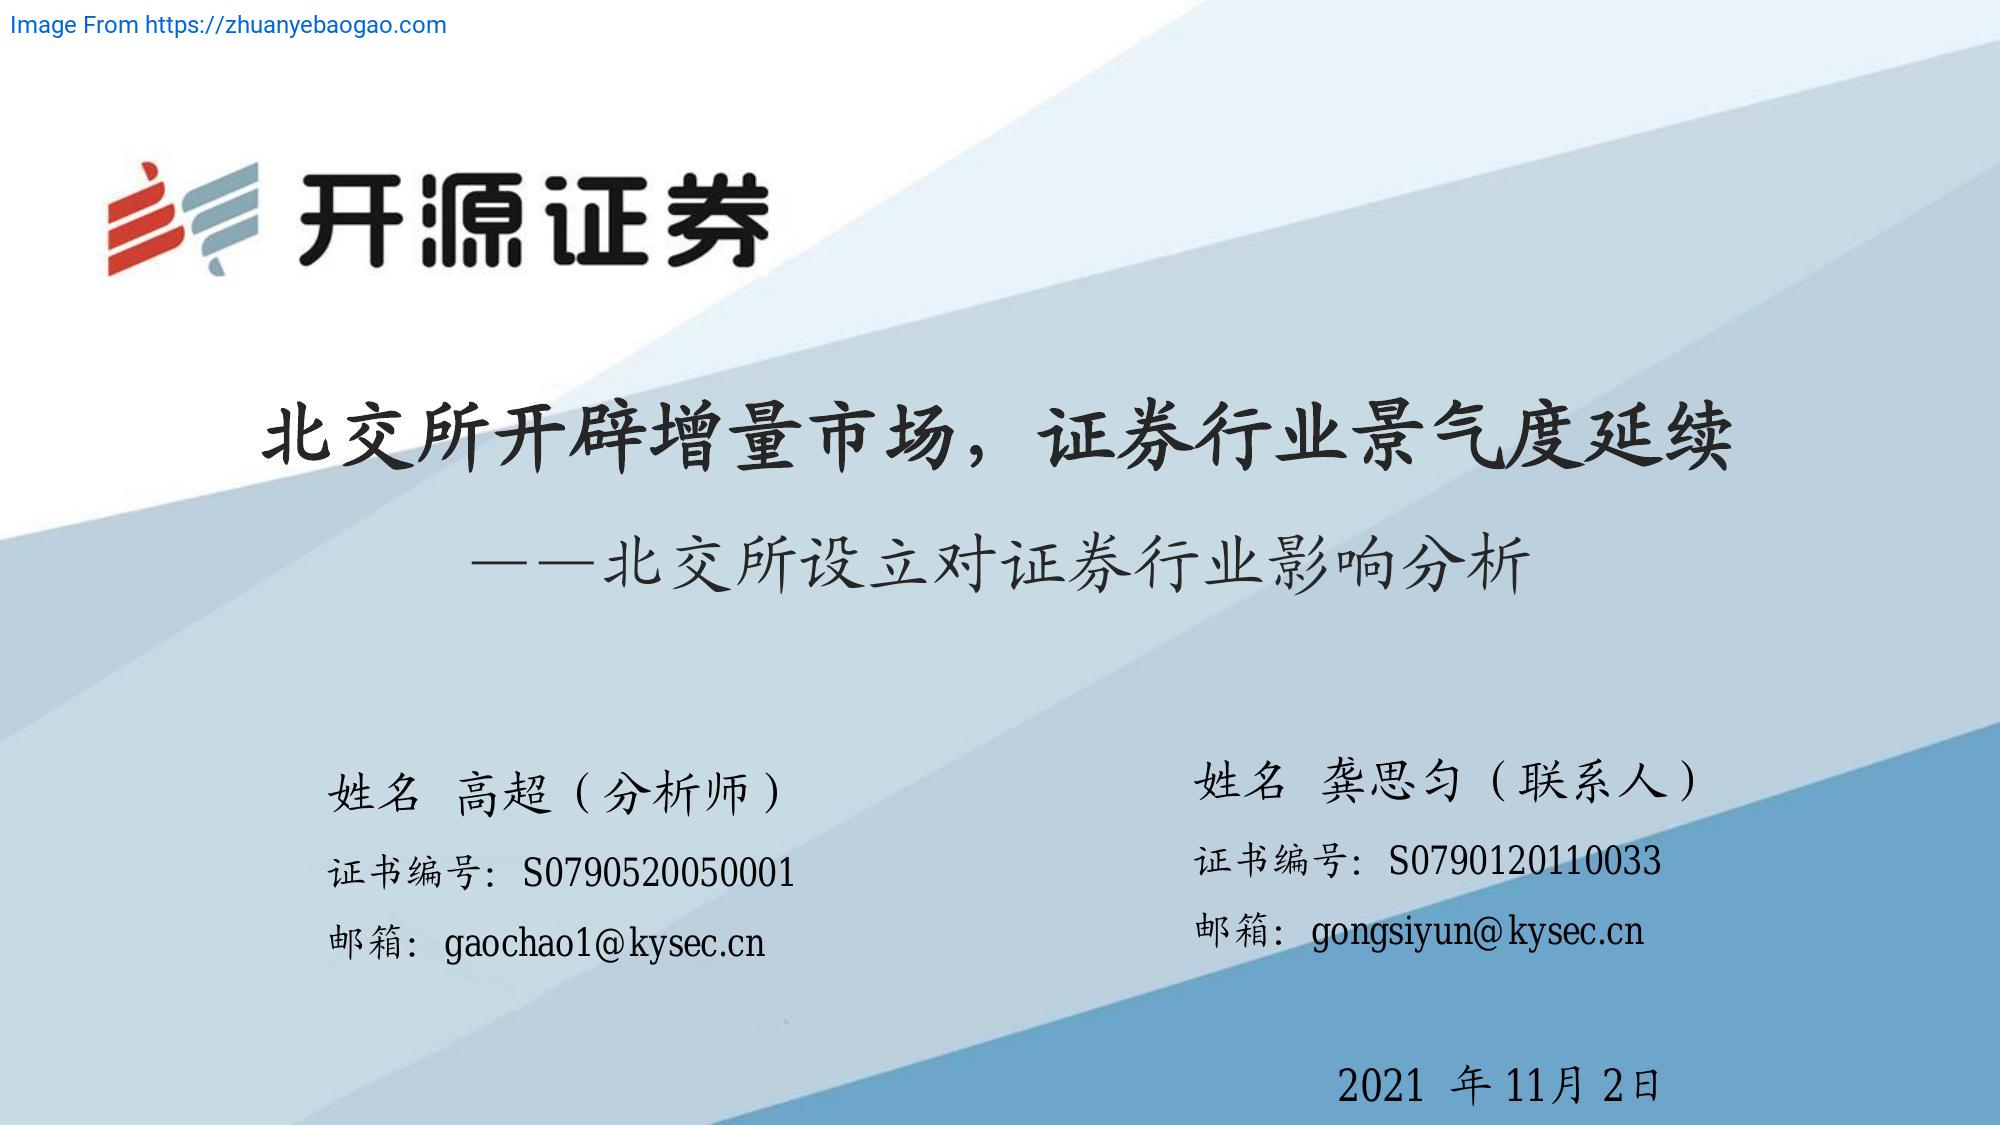 Image From https://zhuanyebaogao.com
开源证券
北交所开辟增量市场，证券行业景气度延续
——北交所设立对证券行业影响分析
姓名 高超（分析师）
证书编号：S0790520050001
邮箱：gaochao1@kysec.cn
姓名 龚思匀（联系人）
证书编号：S0790120110033
邮箱：gongsiyun@kysec.cn
2021 年 11月 2日